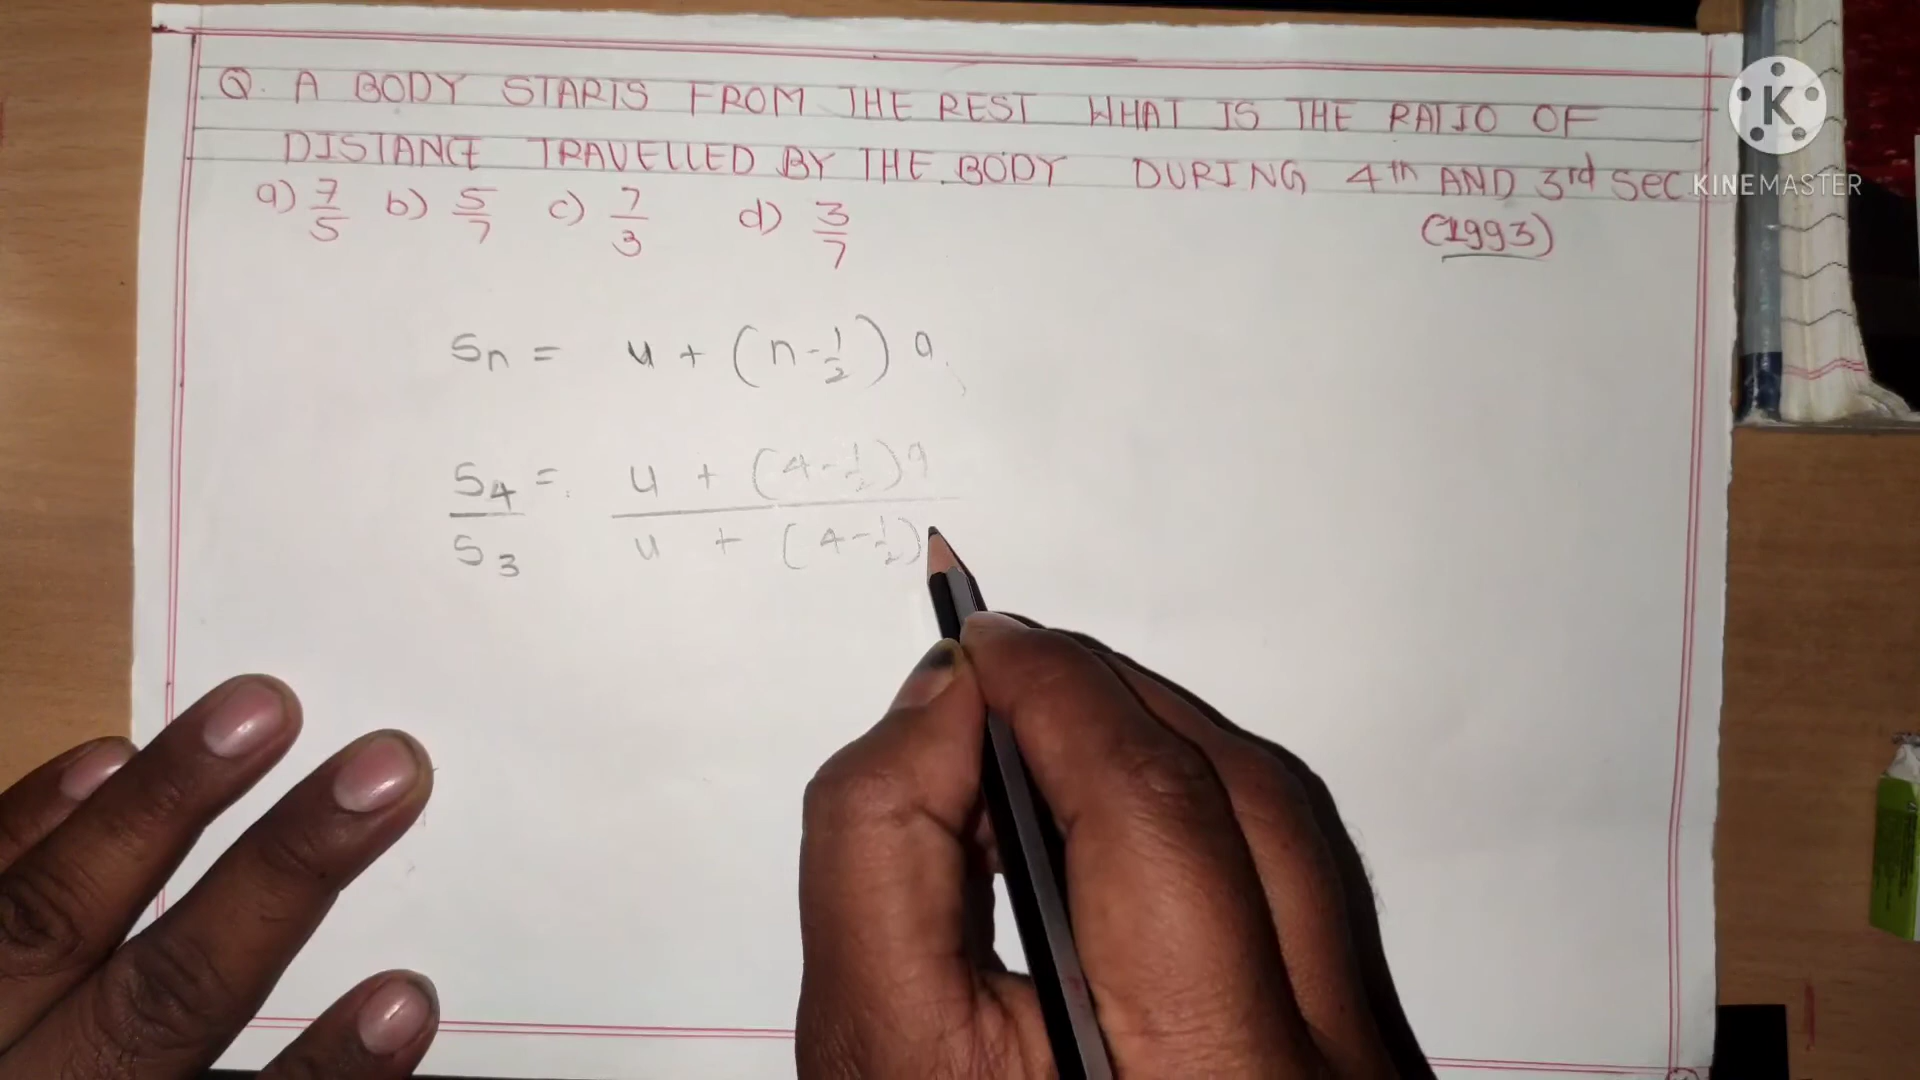 Q. A BODY STARTS FROM THE REST WHAT IS THE RATIO OF
DISTANCE TRAVELLED BY THE BODY DURING 4th AND 3rd SEC
a) 7/5 b) 5/7 c) 7/3 d) 3/7
(1993)
Sn = u + (n - 1/2) a
S4/S3 = u + (4 - 1/2) a / u + (4 - 1/2)
K
KINEMASTER